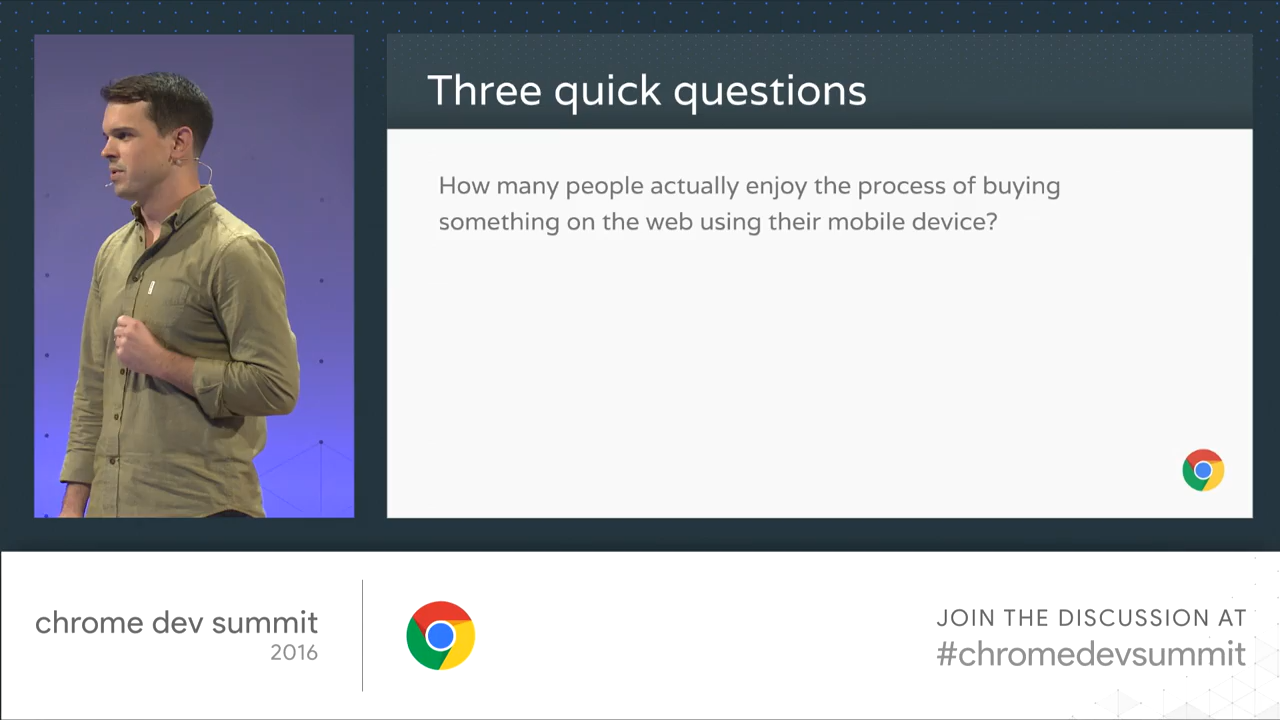 Three quick questions
How many people actually enjoy the process of buying
something on the web using their mobile device?
chrome dev summit
2016
JOIN THE DISCUSSION AT
#chromedevsummit